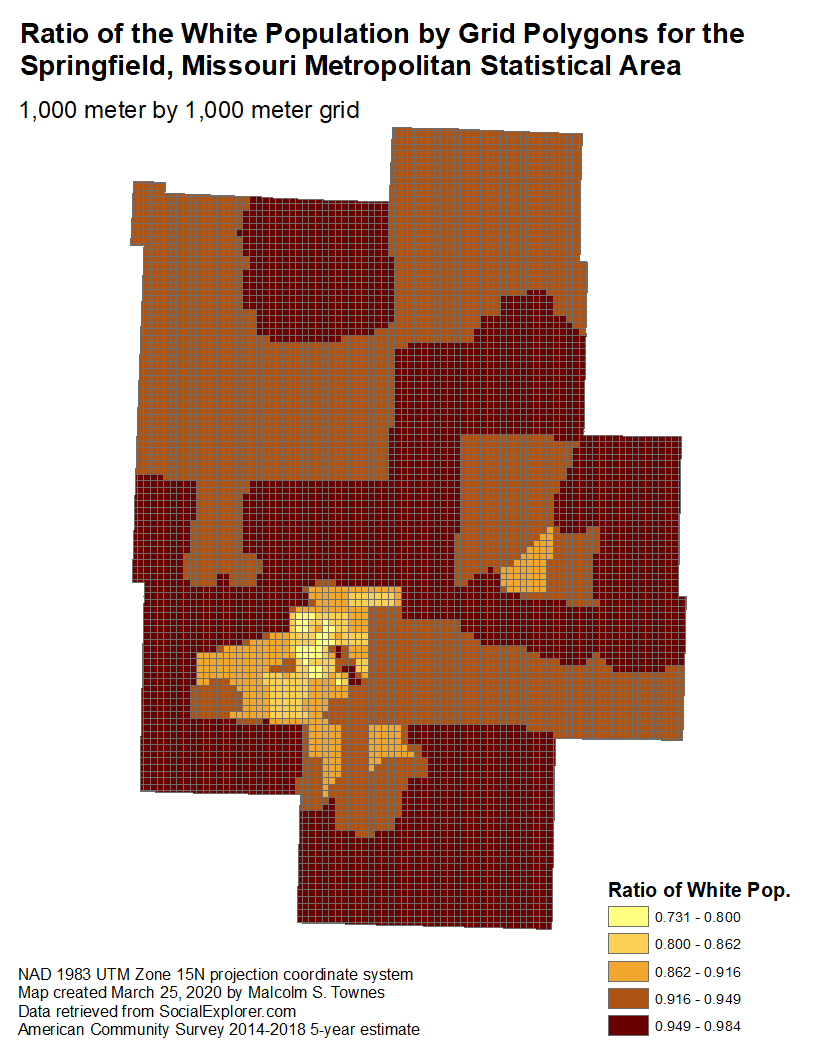 Ratio of the White Population by Grid Polygons for the
Springfield, Missouri Metropolitan Statistical Area
1,000 meter by 1,000 meter grid
Ratio of White Pop.
0.731 - 0.800
0.800 - 0.862
0.862 - 0.916
0.916 - 0.949
0.949 - 0.984
NAD 1983 UTM Zone 15N projection coordinate system
Map created March 25, 2020 by Malcolm S. Townes
Data retrieved from SocialExplorer.com
American Community Survey 2014-2018 5-year estimate